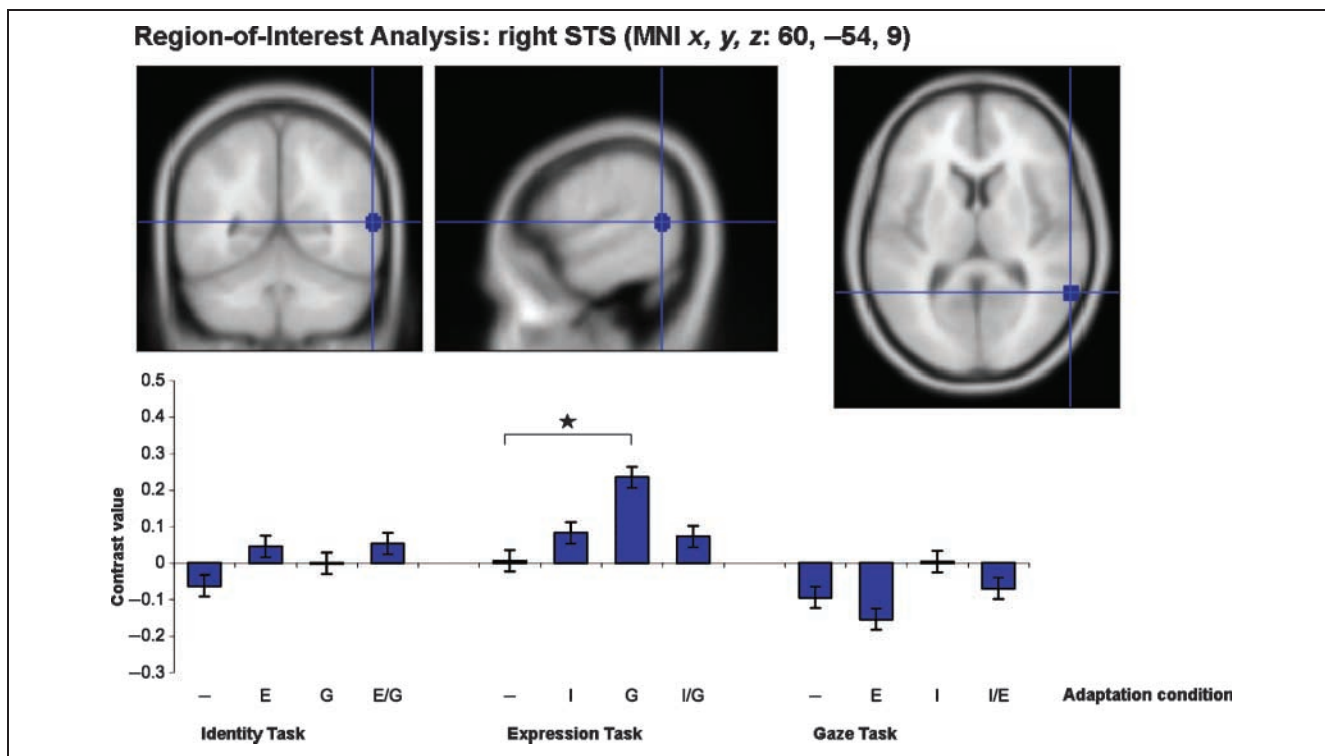 Region-of-Interest Analysis: right STS (MNI x, y, z: 60, –54, 9)
0.5
0.4
0.3
0.2
0.1
0
–0.1
–0.2
–0.3
Contrast value
★
– E G E/G – I G I/G – E I I/E Adaptation condition
Identity Task Expression Task Gaze Task